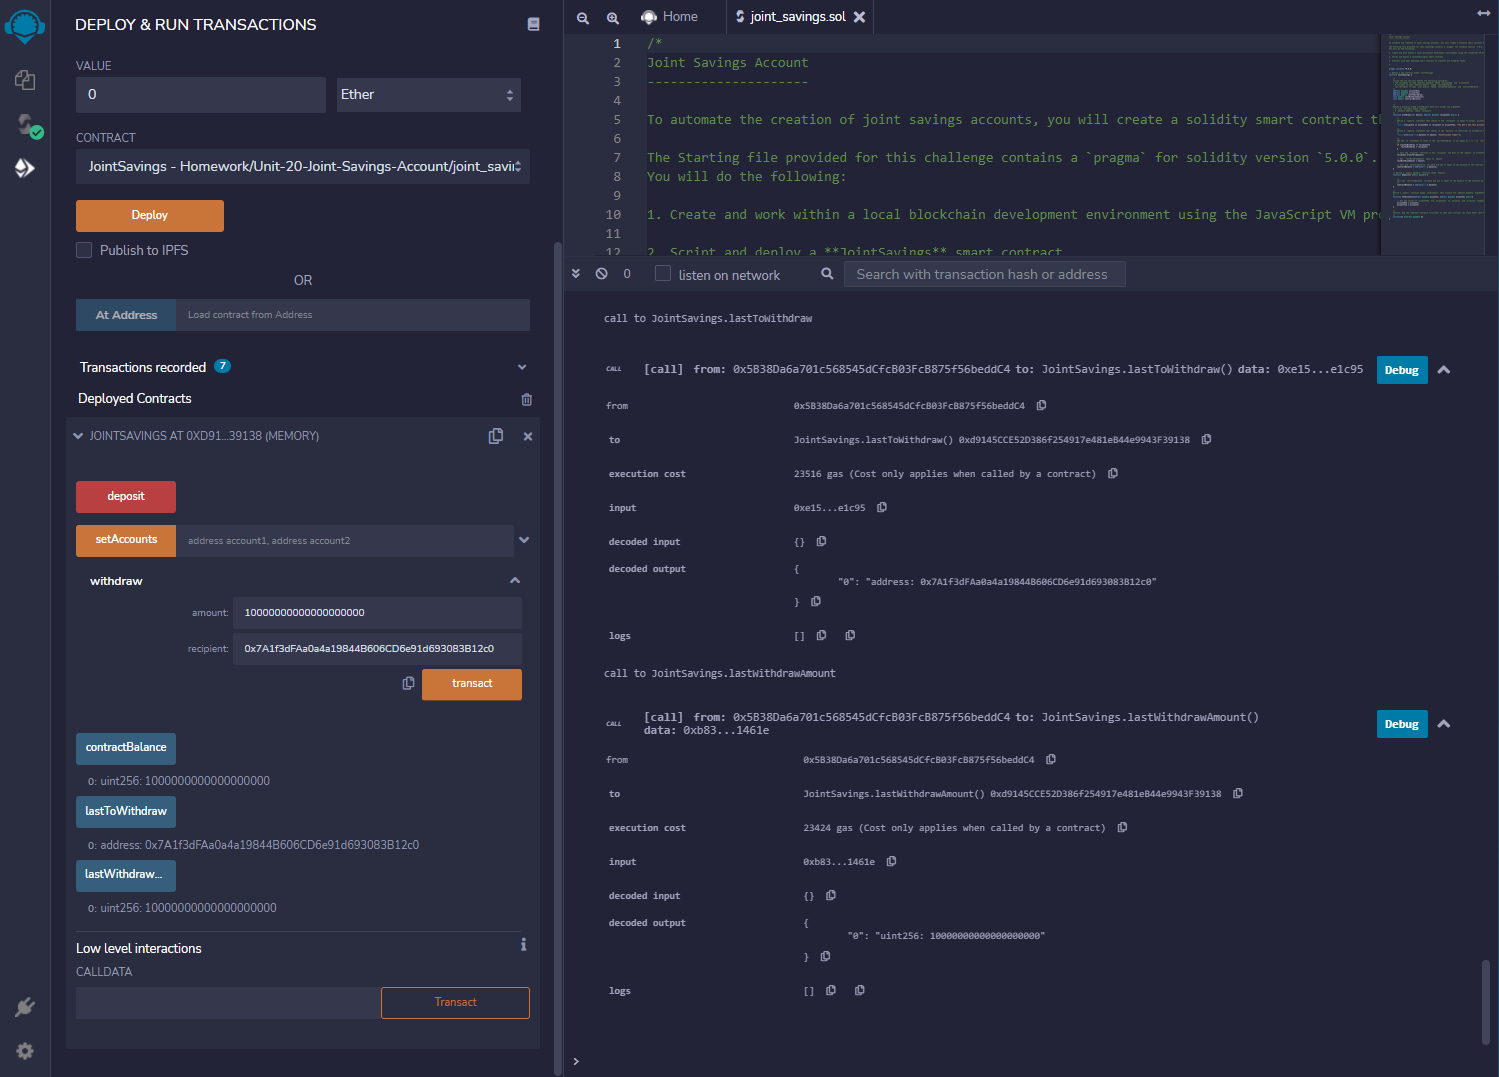 DEPLOY & RUN TRANSACTIONS
VALUE
0
Ether
CONTRACT
JointSavings - Homework/Unit-20-Joint-Savings-Account/joint_savin
Deploy
Publish to IPFS
OR
At Address
Load contract from Address
Transactions recorded 7
Deployed Contracts
JOINTSAVINGS AT 0XD91...39138 (MEMORY)
deposit
setAccounts
address account1, address account2
withdraw
amount: 10000000000000000000
recipient: 0x7A1f3dFAa0a4a19844B606CD6e91d693083B12c0
transact
contractBalance
0: uint256: 1000000000000000000
lastToWithdraw
0: address: 0x7A1f3dFAa0a4a19844B606CD6e91d693083B12c0
lastWithdraw...
0: uint256: 10000000000000000000
Low level interactions
i
CALLDATA
Transact
Home
joint_savings.sol
1 /*
2 Joint Savings Account
3 ---------------------
4
5 To automate the creation of joint savings accounts, you will create a solidity smart contract th
6
7 The Starting file provided for this challenge contains a `pragma` for solidity version `5.0.0`.
8 You will do the following:
9
10 1. Create and work within a local blockchain development environment using the JavaScript VM pro
11
12 2. Script and deploy a **JointSavings** smart contract
0
listen on network
Search with transaction hash or address
call to JointSavings.lastToWithdraw
CALL [call] from: 0x5B38Da6a701c568545dCfcB03FcB875f56beddC4 to: JointSavings.lastToWithdraw() data: 0xe15...e1c95
Debug
from 0x5B38Da6a701c568545dCfcB03FcB875f56beddC4
to JointSavings.lastToWithdraw() 0xd9145CCE52D386f254917e481eB44e9943F39138
execution cost 23516 gas (Cost only applies when called by a contract)
input 0xe15...e1c95
decoded input {}
decoded output {
"0": "address: 0x7A1f3dFAa0a4a19844B606CD6e91d693083B12c0"
}
logs []
call to JointSavings.lastWithdrawAmount
CALL [call] from: 0x5B38Da6a701c568545dCfcB03FcB875f56beddC4 to: JointSavings.lastWithdrawAmount()
data: 0xb83...1461e
Debug
from 0x5B38Da6a701c568545dCfcB03FcB875f56beddC4
to JointSavings.lastWithdrawAmount() 0xd9145CCE52D386f254917e481eB44e9943F39138
execution cost 23424 gas (Cost only applies when called by a contract)
input 0xb83...1461e
decoded input {}
decoded output {
"0": "uint256: 10000000000000000000"
}
logs []
>